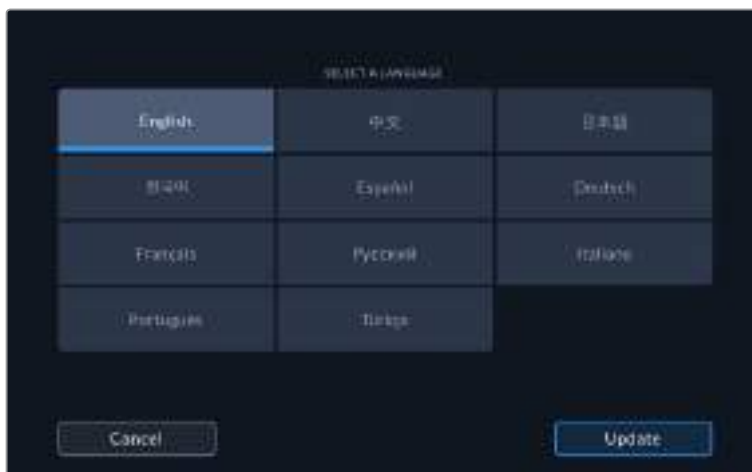 SELECT A LANGUAGE
English
中文
日本語
한국어
Español
Deutsch
Français
Русский
Italiano
Português
Türkçe
Cancel
Update